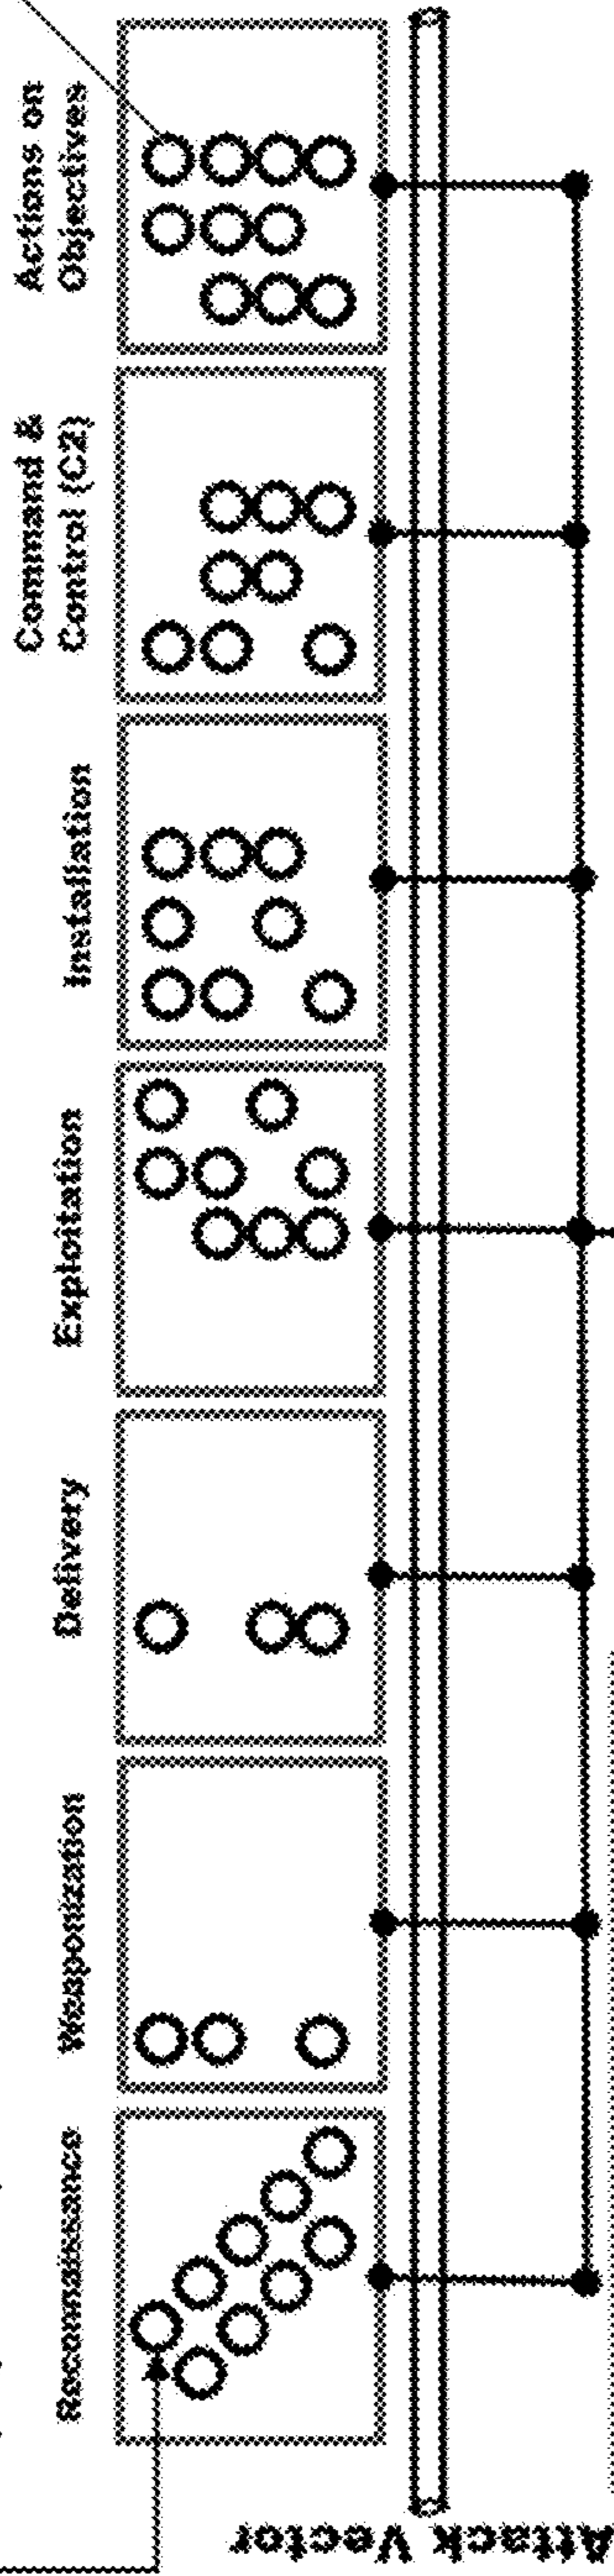 Reconnaissance
Weaponization
Delivery
Exploitation
Installation
Command &
Control (C2)
Actions on
Objectives
Attack Vector